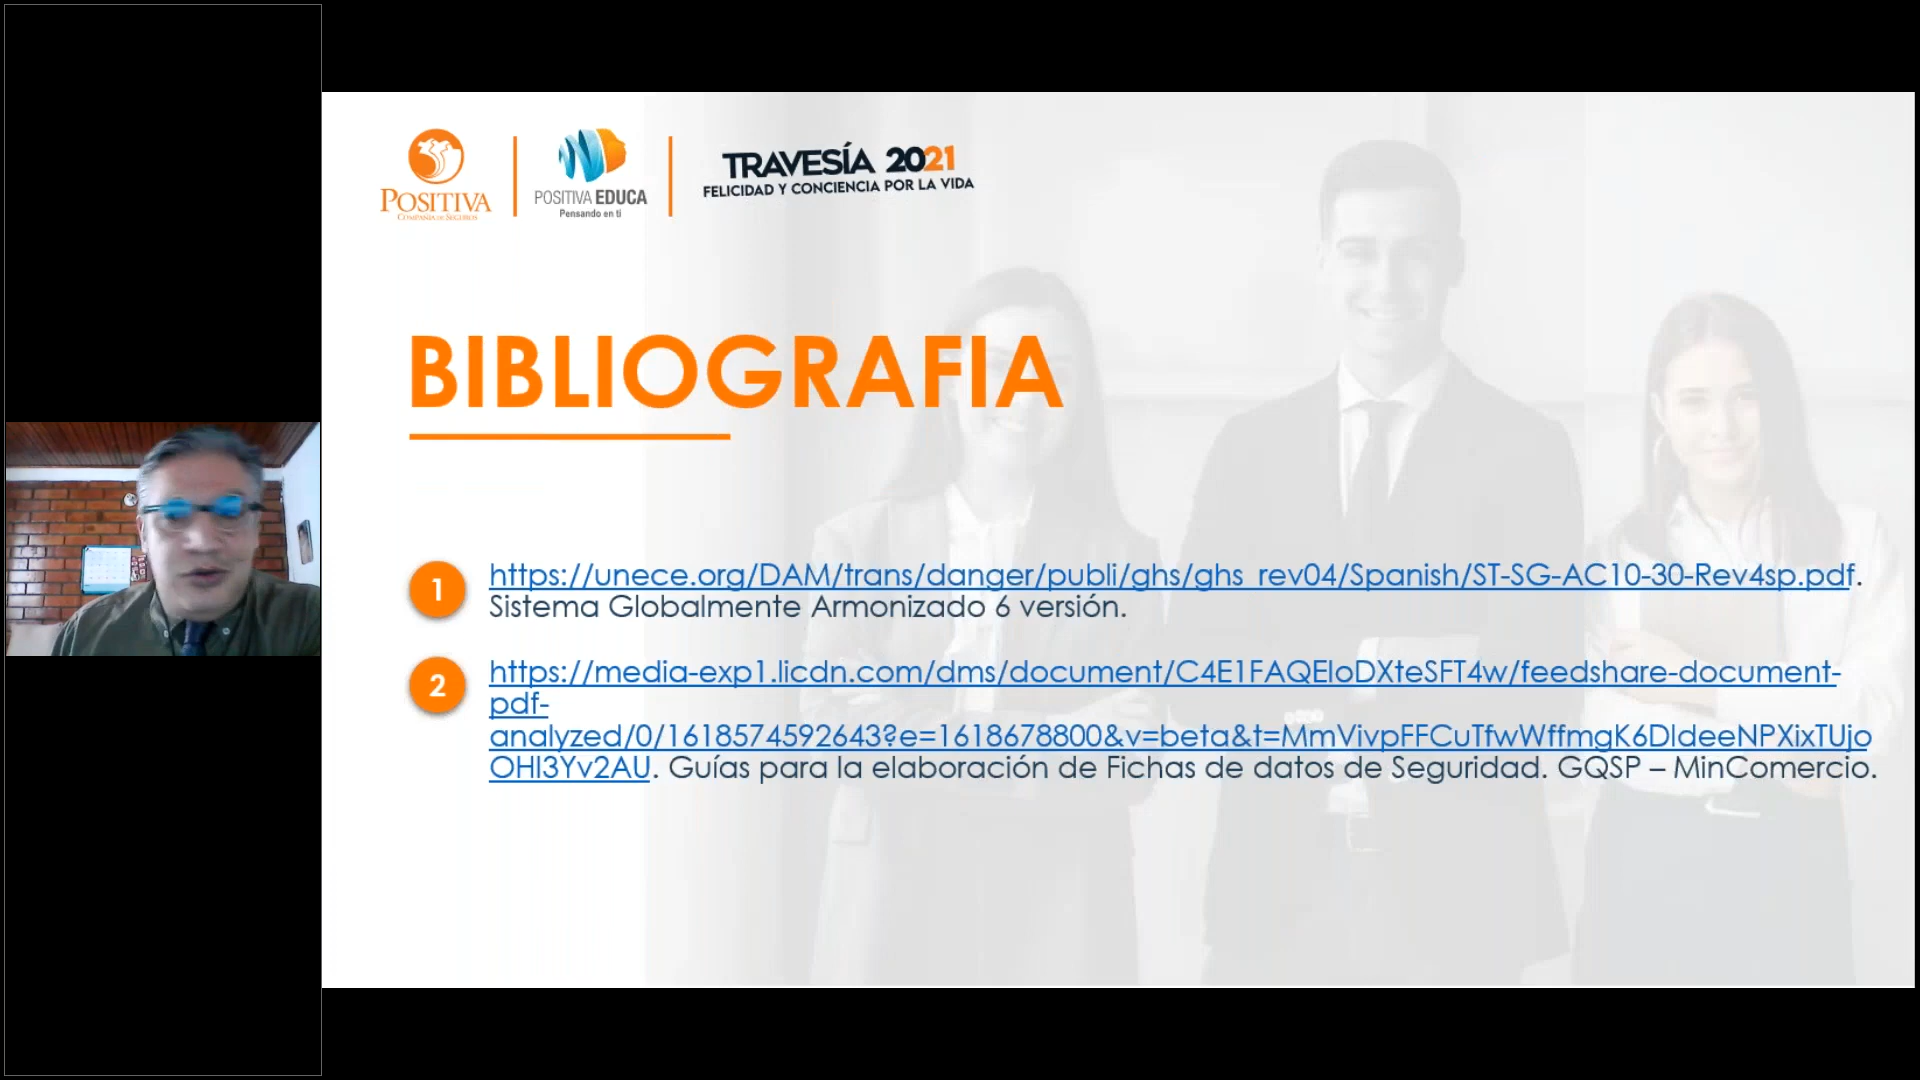 POSITIVA
COMPAÑÍA DE SEGUROS
POSITIVA EDUCA
Pensando en ti
TRAVESÍA 2021
FELICIDAD Y CONCIENCIA POR LA VIDA
BIBLIOGRAFIA
1
https://unece.org/DAM/trans/danger/publi/ghs/ghs_rev04/Spanish/ST-SG-AC10-30-Rev4sp.pdf.
Sistema Globalmente Armonizado 6 versión.
2
https://media-exp1.licdn.com/dms/document/C4E1FAQEIoDXteSFT4w/feedshare-document-
pdf-
analyzed/0/1618574592643?e=1618678800&v=beta&t=MmVivpFFCuTfwWffmgK6DIdeeNPXixTUjo
OHI3Yv2AU. Guías para la elaboración de Fichas de datos de Seguridad. GQSP – MinComercio.